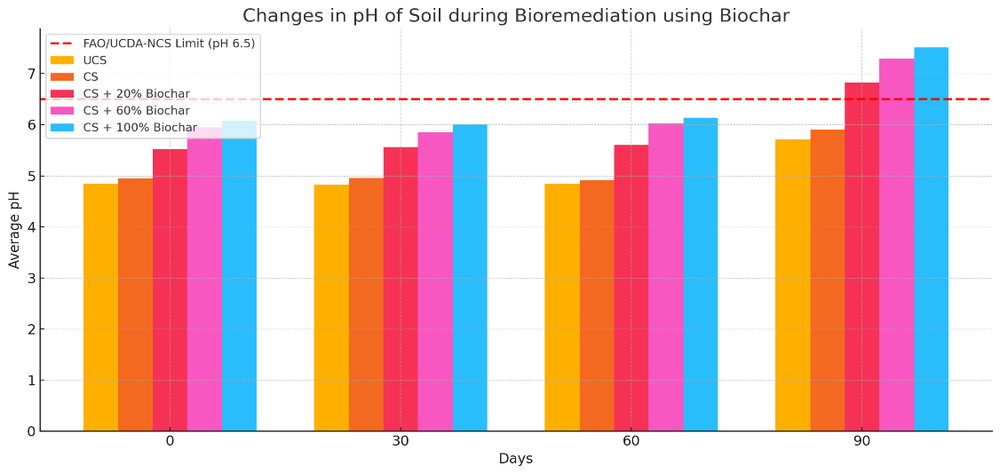 Changes in pH of Soil during Bioremediation using Biochar
FAO/UCDA-NCS Limit (pH 6.5)
UCS
CS
CS + 20% Biochar
CS + 60% Biochar
CS + 100% Biochar
Average pH
7
6
5
4
3
2
1
0
0 30 60 90
Days